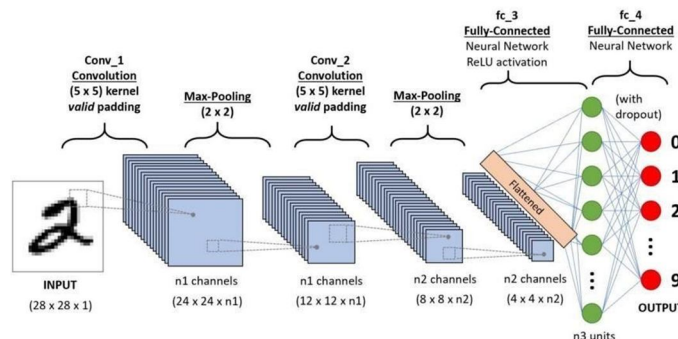 fc_3
Fully-Connected
Neural Network
ReLU activation
fc_4
Fully-Connected
Neural Network
Conv_1
Convolution
(5 x 5) kernel
valid padding
Max-Pooling
(2 x 2)
Conv_2
Convolution
(5 x 5) kernel
valid padding
Max-Pooling
(2 x 2)
(with
dropout)
0
1
2
9
Flattened
2
INPUT
(28 x 28 x 1)
n1 channels
(24 x 24 x n1)
n1 channels
(12 x 12 x n1)
n2 channels
(8 x 8 x n2)
n2 channels
(4 x 4 x n2)
OUTPUT
n3 units